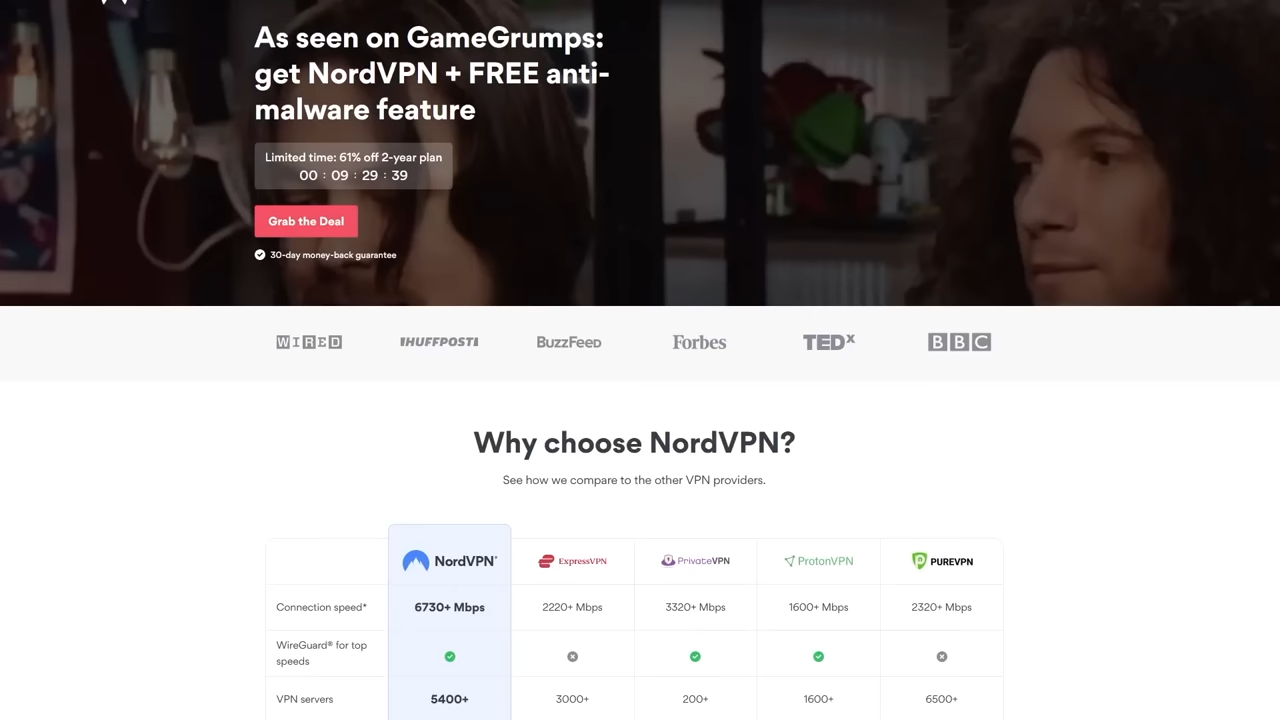 As seen on GameGrumps:
get NordVPN + FREE anti-
malware feature
Limited time: 61% off 2-year plan
00 : 09 : 29 : 39
Grab the Deal
30-day money-back guarantee
WIRED
IHUFFPOSTI
BuzzFeed
Forbes
TEDx
BBC
Why choose NordVPN?
See how we compare to the other VPN providers.
NordVPN® ExpressVPN PrivateVPN ProtonVPN PUREVPN
Connection speed* 6730+ Mbps 2220+ Mbps 3320+ Mbps 1600+ Mbps 2320+ Mbps
WireGuard® for top
speeds
VPN servers 5400+ 3000+ 200+ 1600+ 6500+